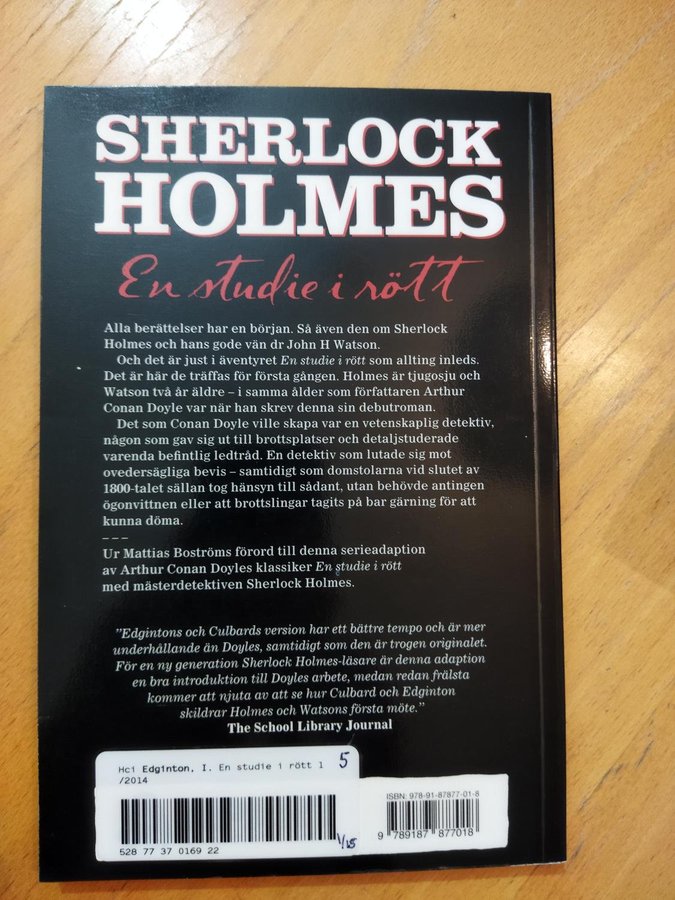 SHERLOCK
HOLMES
En studie i rött
Alla berättelser har en början. Så även den om Sherlock
Holmes och hans gode vän dr John H Watson.
Och det är just i äventyret En studie i rött som allting inleds.
Det är här de träffas för första gången. Holmes är tjugosju och
Watson två år äldre – i samma ålder som författaren Arthur
Conan Doyle var när han skrev denna sin debutroman.
Det som Conan Doyle ville skapa var en vetenskaplig detektiv,
någon som gav sig ut till brottsplatser och detaljstuderade
varenda befintlig ledtråd. En detektiv som lutade sig mot
ovedersägliga bevis – samtidigt som domstolarna vid slutet av
1800-talet sällan tog hänsyn till sådant, utan behövde antingen
ögonvittnen eller att brottslingar tagits på bar gärning för att
kunna döma.
– – –
Ur Mattias Boströms förord till denna serieadaption
av Arthur Conan Doyles klassiker En studie i rött
med mästerdetektiven Sherlock Holmes.
”Edgintons och Culbards version har ett bättre tempo och är mer
underhållande än Doyles, samtidigt som den är trogen originalet.
För en ny generation Sherlock Holmes-läsare är denna adaption
en bra introduktion till Doyles arbete, medan redan frälsta
kommer att njuta av att se hur Culbard och Edginton
skildrar Holmes och Watsons första möte.”
The School Library Journal
Hci Edginton, I. En studie i rött 1 5
/2014
528 77 37 0169 22 1/15
ISBN: 978-91-87877-01-8
9 789187 877018